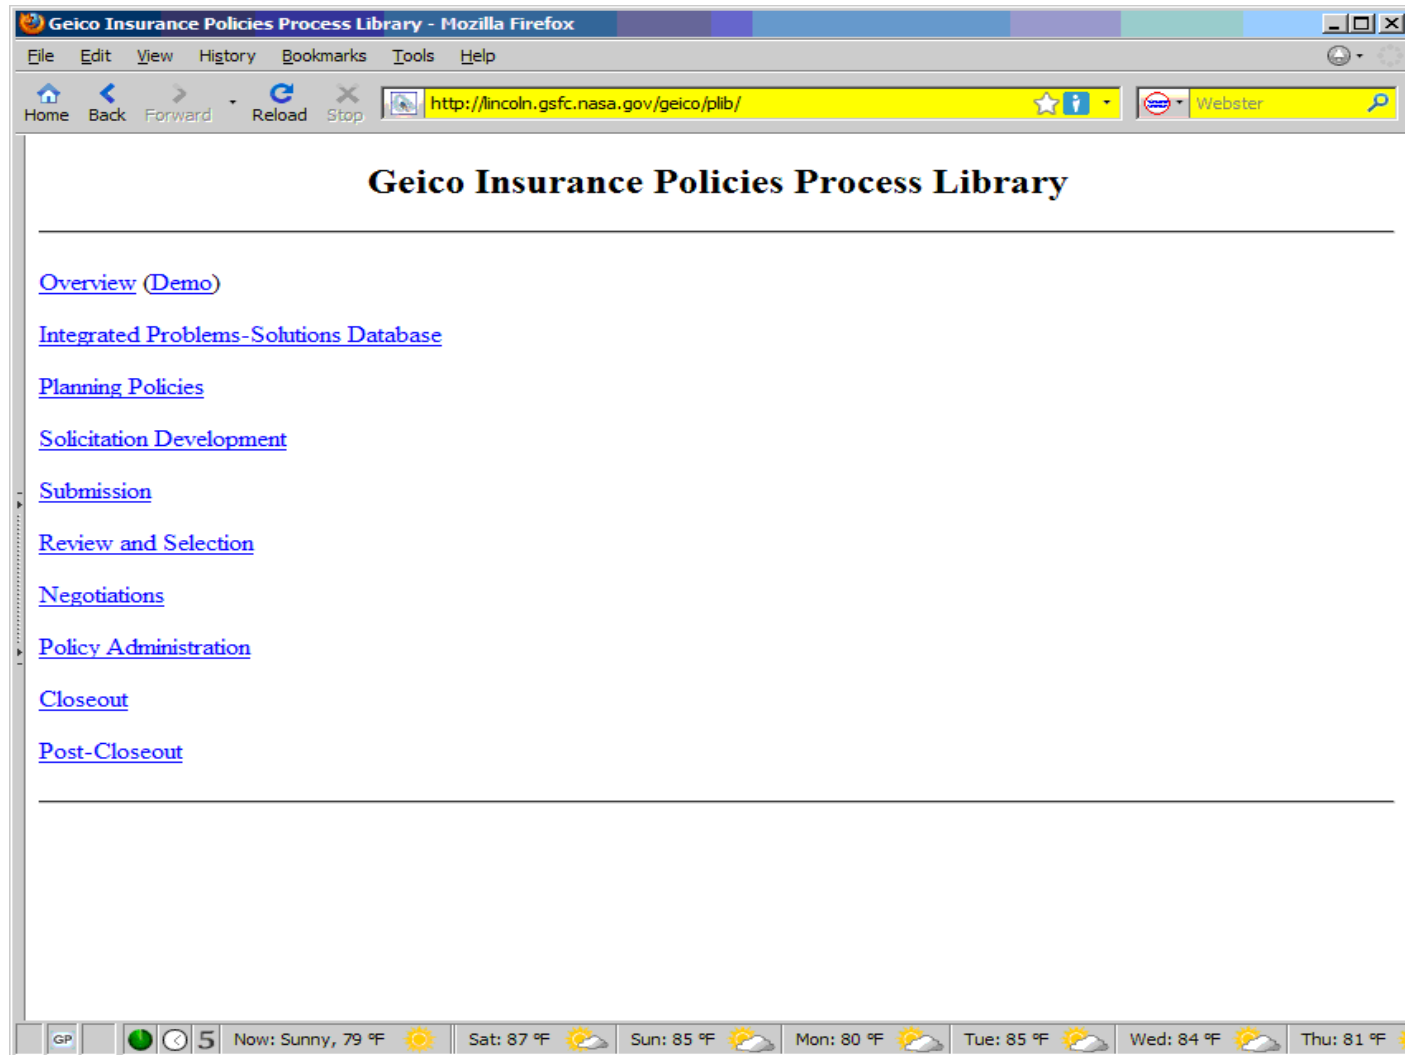 Geico Insurance Policies Process Library - Mozilla Firefox
File Edit View History Bookmarks Tools Help
Home Back Forward Reload Stop http://lincoln.gsfc.nasa.gov/geico/plib/ Webster
Geico Insurance Policies Process Library
Overview (Demo)
Integrated Problems-Solutions Database
Planning Policies
Solicitation Development
Submission
Review and Selection
Negotiations
Policy Administration
Closeout
Post-Closeout
GP 5 Now: Sunny, 79 °F Sat: 87 °F Sun: 85 °F Mon: 80 °F Tue: 85 °F Wed: 84 °F Thu: 81 °F